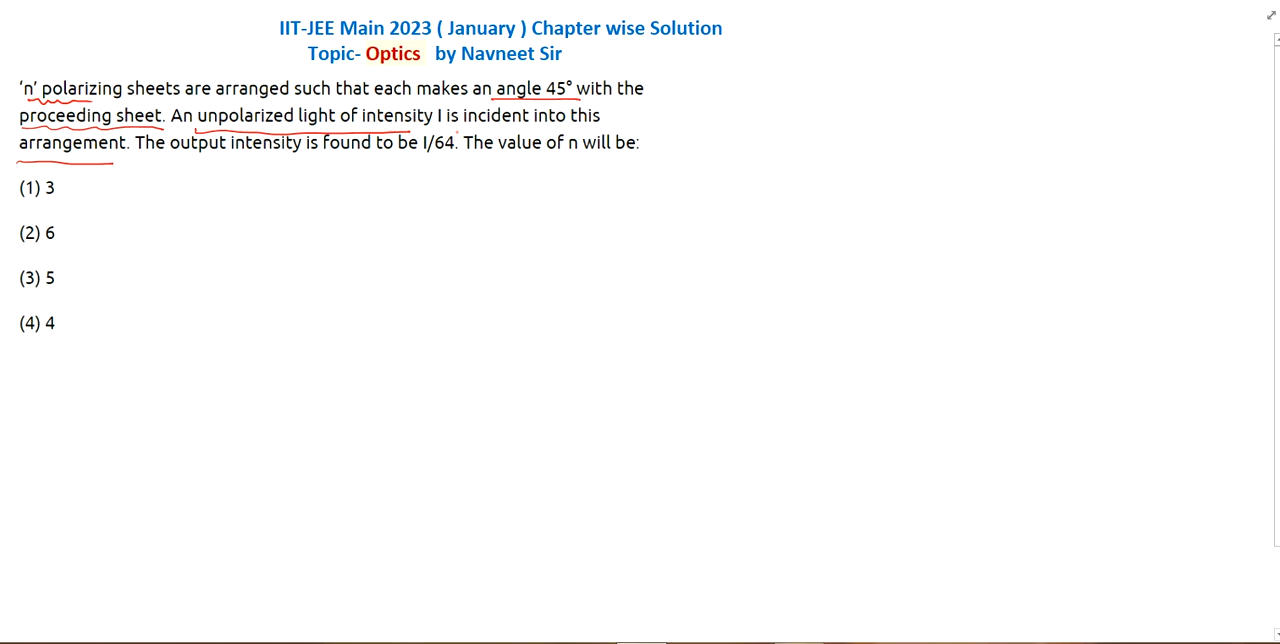 IIT-JEE Main 2023 ( January ) Chapter wise Solution
Topic- Optics by Navneet Sir
‘n’ polarizing sheets are arranged such that each makes an angle 45° with the
proceeding sheet. An unpolarized light of intensity I is incident into this
arrangement. The output intensity is found to be I/64. The value of n will be:
(1) 3
(2) 6
(3) 5
(4) 4